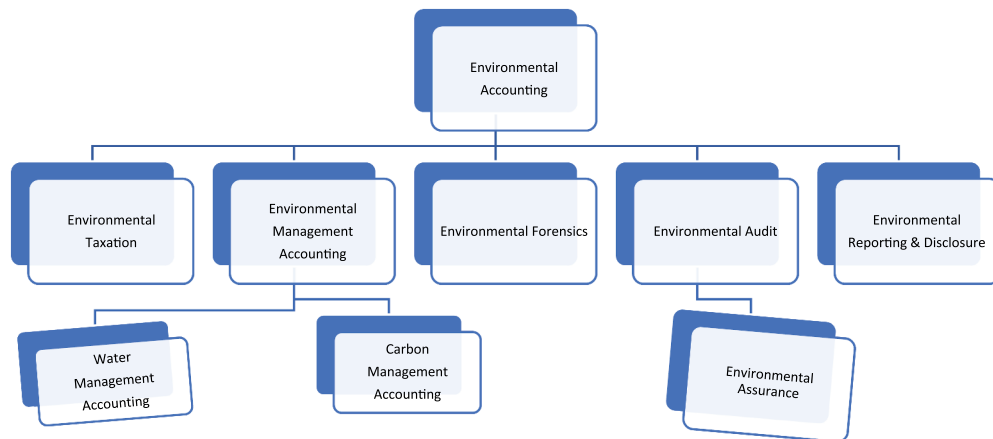 Environmental
Accounting
Environmental
Taxation
Environmental
Management
Accounting
Environmental Forensics
Environmental Audit
Environmental
Reporting & Disclosure
Water
Management
Accounting
Carbon
Management
Accounting
Environmental
Assurance